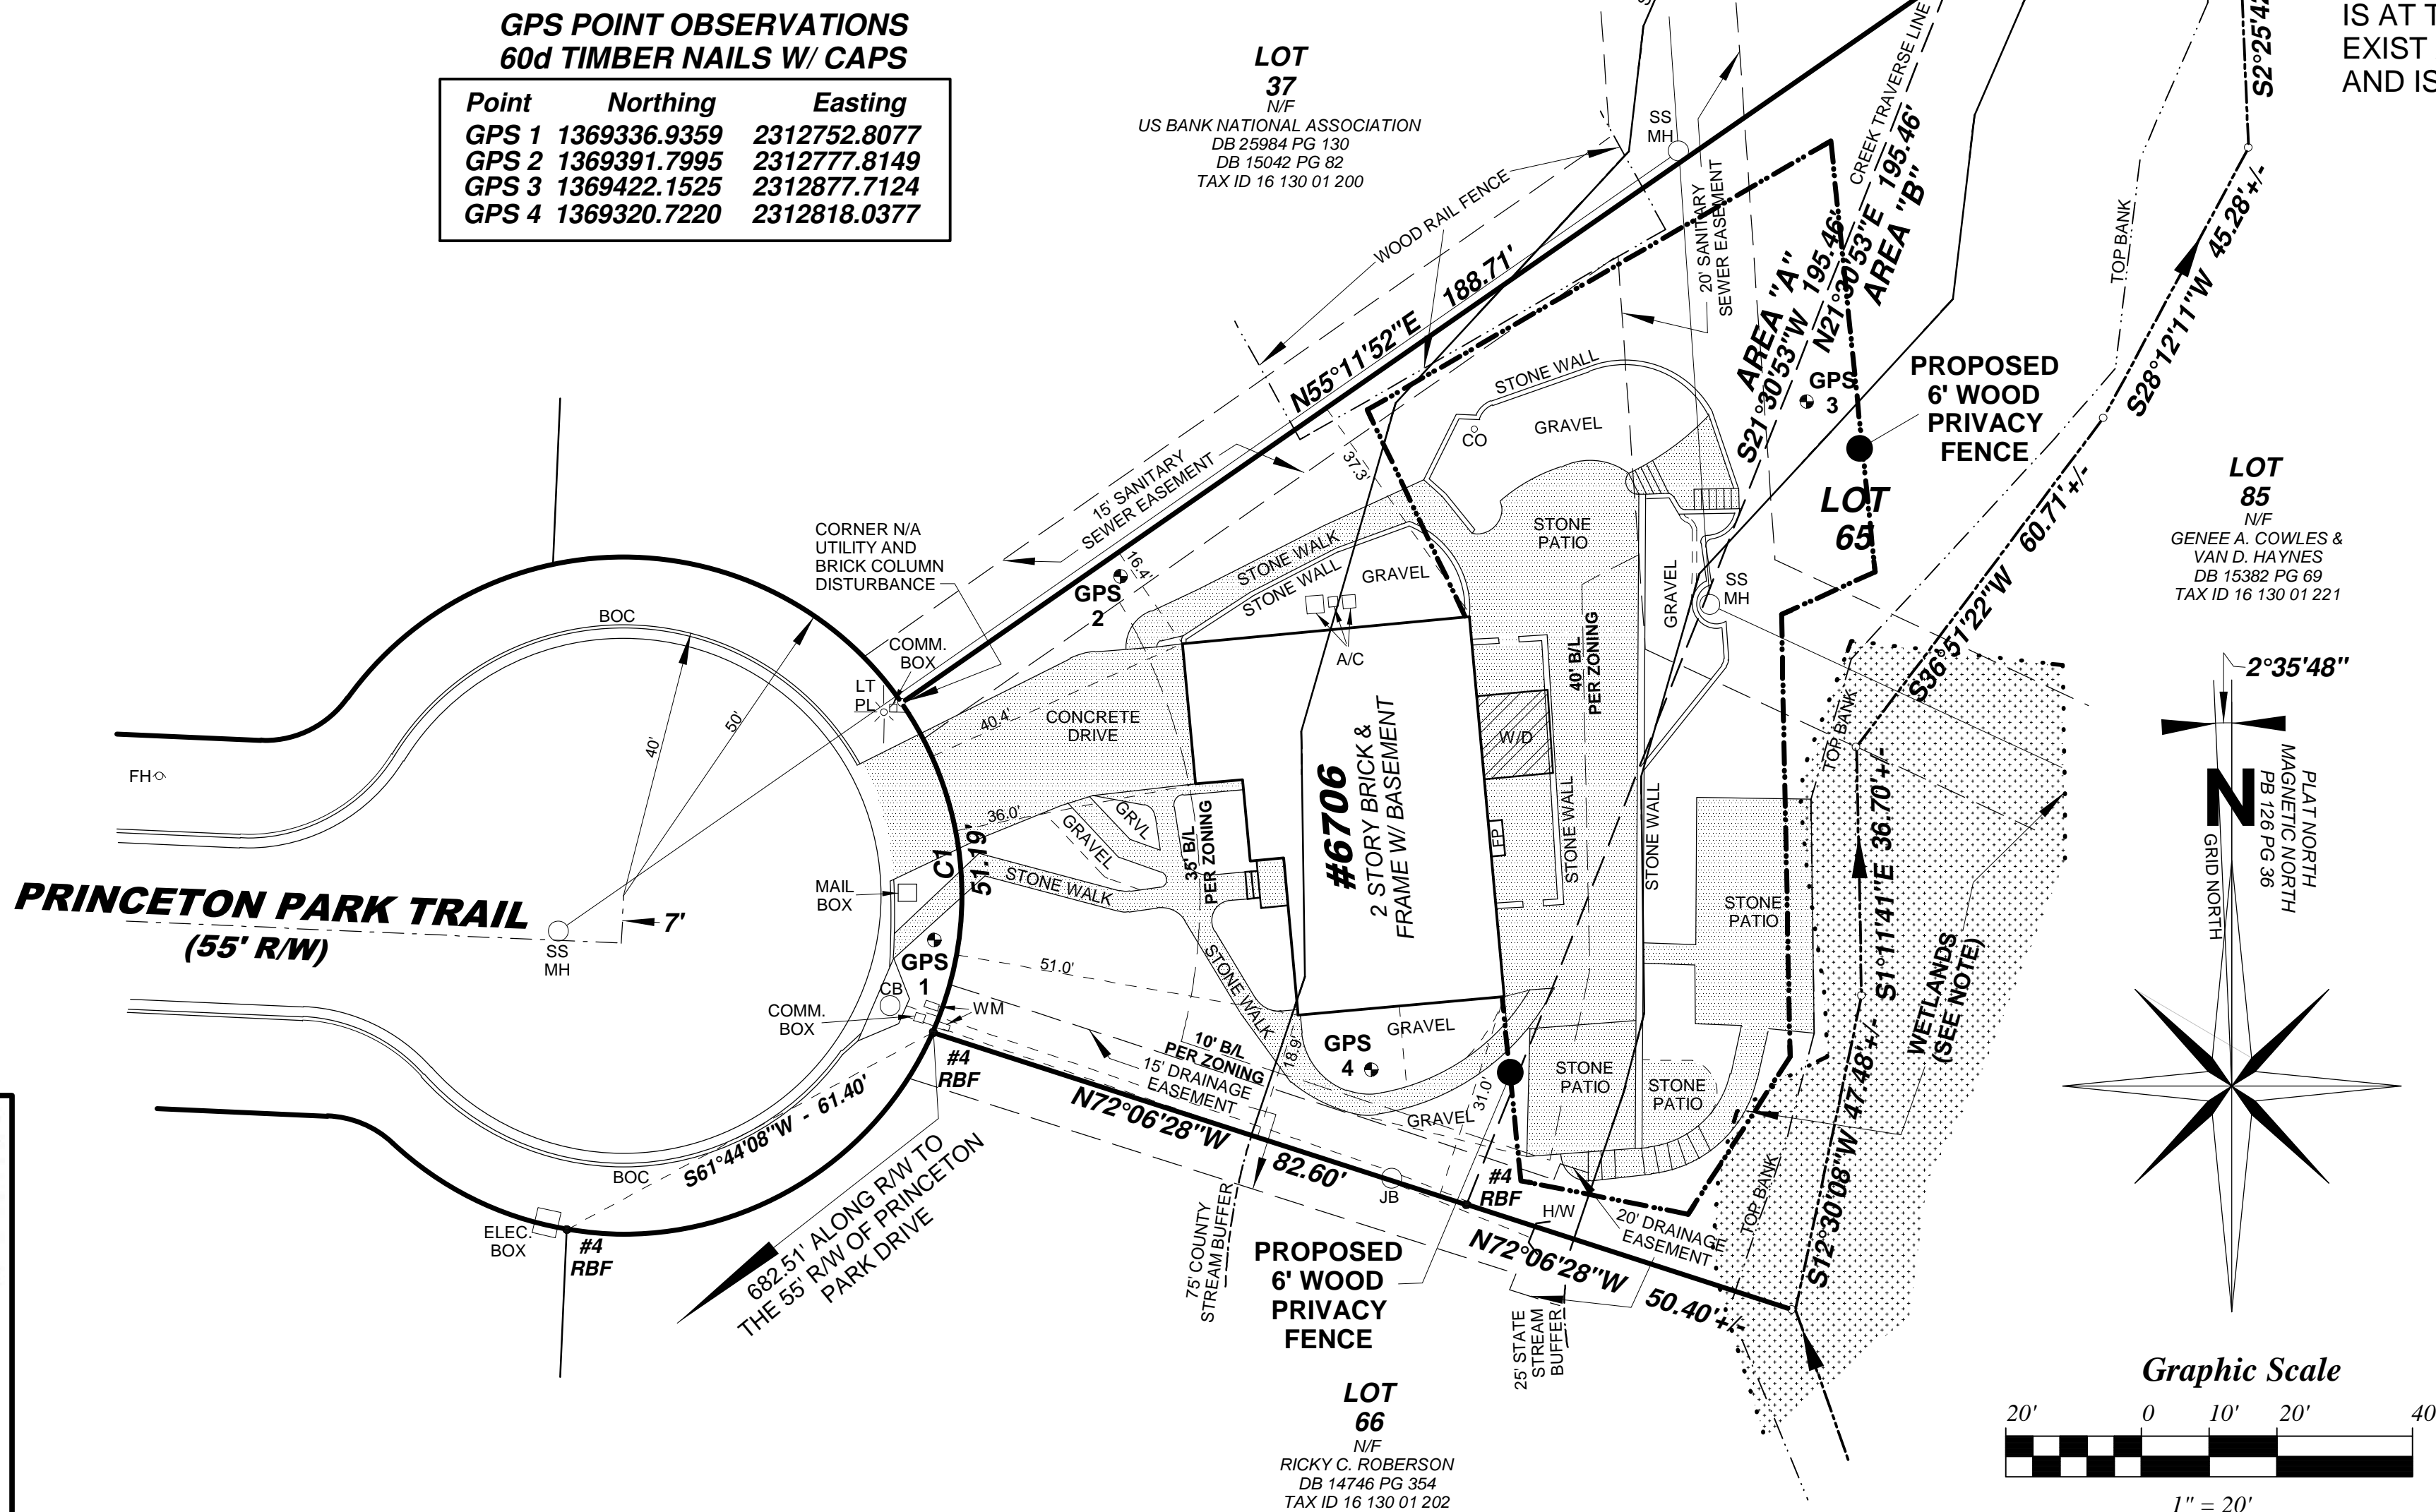 GPS POINT OBSERVATIONS
60d TIMBER NAILS W/ CAPS
Point Northing Easting
GPS 1 1369336.9359 2312752.8077
GPS 2 1369391.7995 2312777.8149
GPS 3 1369422.1525 2312877.7124
GPS 4 1369320.7220 2312818.0377
LOT
37
N/F
US BANK NATIONAL ASSOCIATION
DB 25984 PG 130
DB 15042 PG 82
TAX ID 16 130 01 200
IS AT T
EXIST
AND IS
S2°25'42
SS
MH
WOOD RAIL FENCE
20' SANITARY
SEWER EASEMENT
CREEK TRAVERSE LINE
N55°11'52"E 188.71'
AREA "A"
S21°30'53"W 195.46'
N21°30'53"E 195.46'
AREA "B"
TOP BANK
S28°12'11"W 45.28'+/-
GPS
3
PROPOSED
6' WOOD
PRIVACY
FENCE
STONE WALL
GRAVEL
CO
37.3'
15' SANITARY
SEWER EASEMENT
CORNER N/A
UTILITY AND
BRICK COLUMN
DISTURBANCE
LOT
65
S36°51'22"W 60.71'+/-
LOT
85
N/F
GENEE A. COWLES &
VAN D. HAYNES
DB 15382 PG 69
TAX ID 16 130 01 221
STONE
PATIO
STONE WALK
STONE WALL
GRAVEL
16.4'
GPS
2
GRAVEL
SS
MH
BOC
COMM.
BOX
LT
PL
A/C
40' B/L
PER ZONING
40'
50'
40.4'
CONCRETE
DRIVE
#6706
2 STORY BRICK &
FRAME W/ BASEMENT
W/D
FP
STONE WALL
STONE WALL
TOP BANK
S1°11'41"E 36.70'+/-
2°35'48"
N
GRID NORTH
MAGNETIC NORTH
PLAT NORTH
PB 126 PG 36
FH
36.0'
GRVL
GRAVEL
35' B/L
PER ZONING
C1
51.19'
STONE WALK
MAIL
BOX
PRINCETON PARK TRAIL
(55' R/W)
7'
SS
MH
GPS
1
CB
COMM.
BOX
WM
51.0'
STONE WALK
STONE
PATIO
WETLANDS
(SEE NOTE)
#4
RBF
10' B/L
PER ZONING
15' DRAINAGE
EASEMENT
18.9'
GPS
4
GRAVEL
GRAVEL
31.0'
STONE
PATIO
STONE
PATIO
S12°30'08"W 47.48'+/-
BOC
S61°44'08"W - 61.40'
N72°06'28"W 82.60'
JB
#4
RBF
H/W
20' DRAINAGE
EASEMENT
TOP BANK
N72°06'28"W 50.40'+/-
ELEC.
BOX
#4
RBF
682.51' ALONG R/W TO
THE 55' R/W OF PRINCETON
PARK DRIVE
75' COUNTY
STREAM BUFFER
PROPOSED
6' WOOD
PRIVACY
FENCE
25' STATE
STREAM
BUFFER
LOT
66
N/F
RICKY C. ROBERSON
DB 14746 PG 354
TAX ID 16 130 01 202
Graphic Scale
20' 0 10' 20' 40
1" = 20'